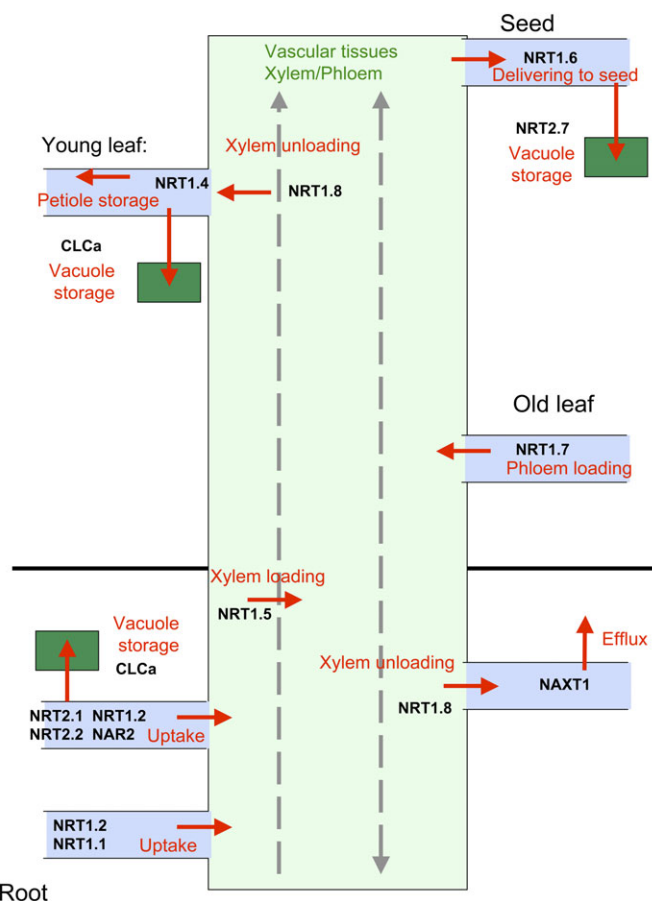 Seed
Vascular tissues
Xylem/Phloem
NRT1.6
Delivering to seed
NRT2.7
Vacuole
storage
Young leaf:
Xylem unloading
NRT1.4
NRT1.8
Petiole storage
CLCa
Vacuole
storage
Old leaf
NRT1.7
Phloem loading
Xylem loading
NRT1.5
Vacuole
storage
CLCa
Efflux
Xylem unloading
NAXT1
NRT1.8
NRT2.1 NRT1.2
NRT2.2 NAR2 Uptake
NRT1.2
NRT1.1 Uptake
Root